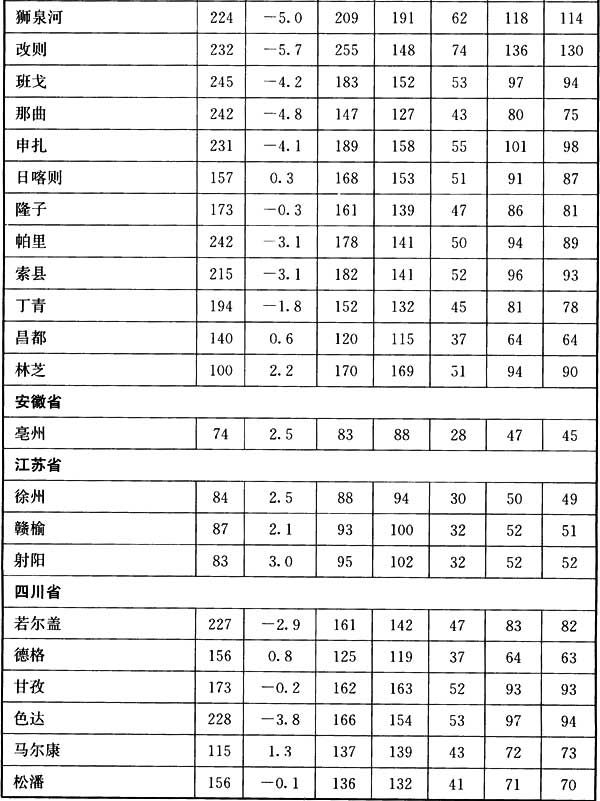 狮泉河 224 －5.0 209 191 62 118 114
改则 232 －5.7 255 148 74 136 130
班戈 245 －4.2 183 152 53 97 94
那曲 242 －4.8 147 127 43 80 75
申扎 231 －4.1 189 158 55 101 98
日喀则 157 0.3 168 153 51 91 87
隆子 173 －0.3 161 139 47 86 81
帕里 242 －3.1 178 141 50 94 89
索县 215 －3.1 182 141 52 96 93
丁青 194 －1.8 152 132 45 81 78
昌都 140 0.6 120 115 37 64 64
林芝 100 2.2 170 169 51 94 90
安徽省
亳州 74 2.5 83 88 28 47 45
江苏省
徐州 84 2.5 88 94 30 50 49
赣榆 87 2.1 93 100 32 52 51
射阳 83 3.0 95 102 32 52 52
四川省
若尔盖 227 －2.9 161 142 47 83 82
德格 156 0.8 125 119 37 64 63
甘孜 173 －0.2 162 163 52 93 93
色达 228 －3.8 166 154 53 97 94
马尔康 115 1.3 137 139 43 72 73
松潘 156 －0.1 136 132 41 71 70